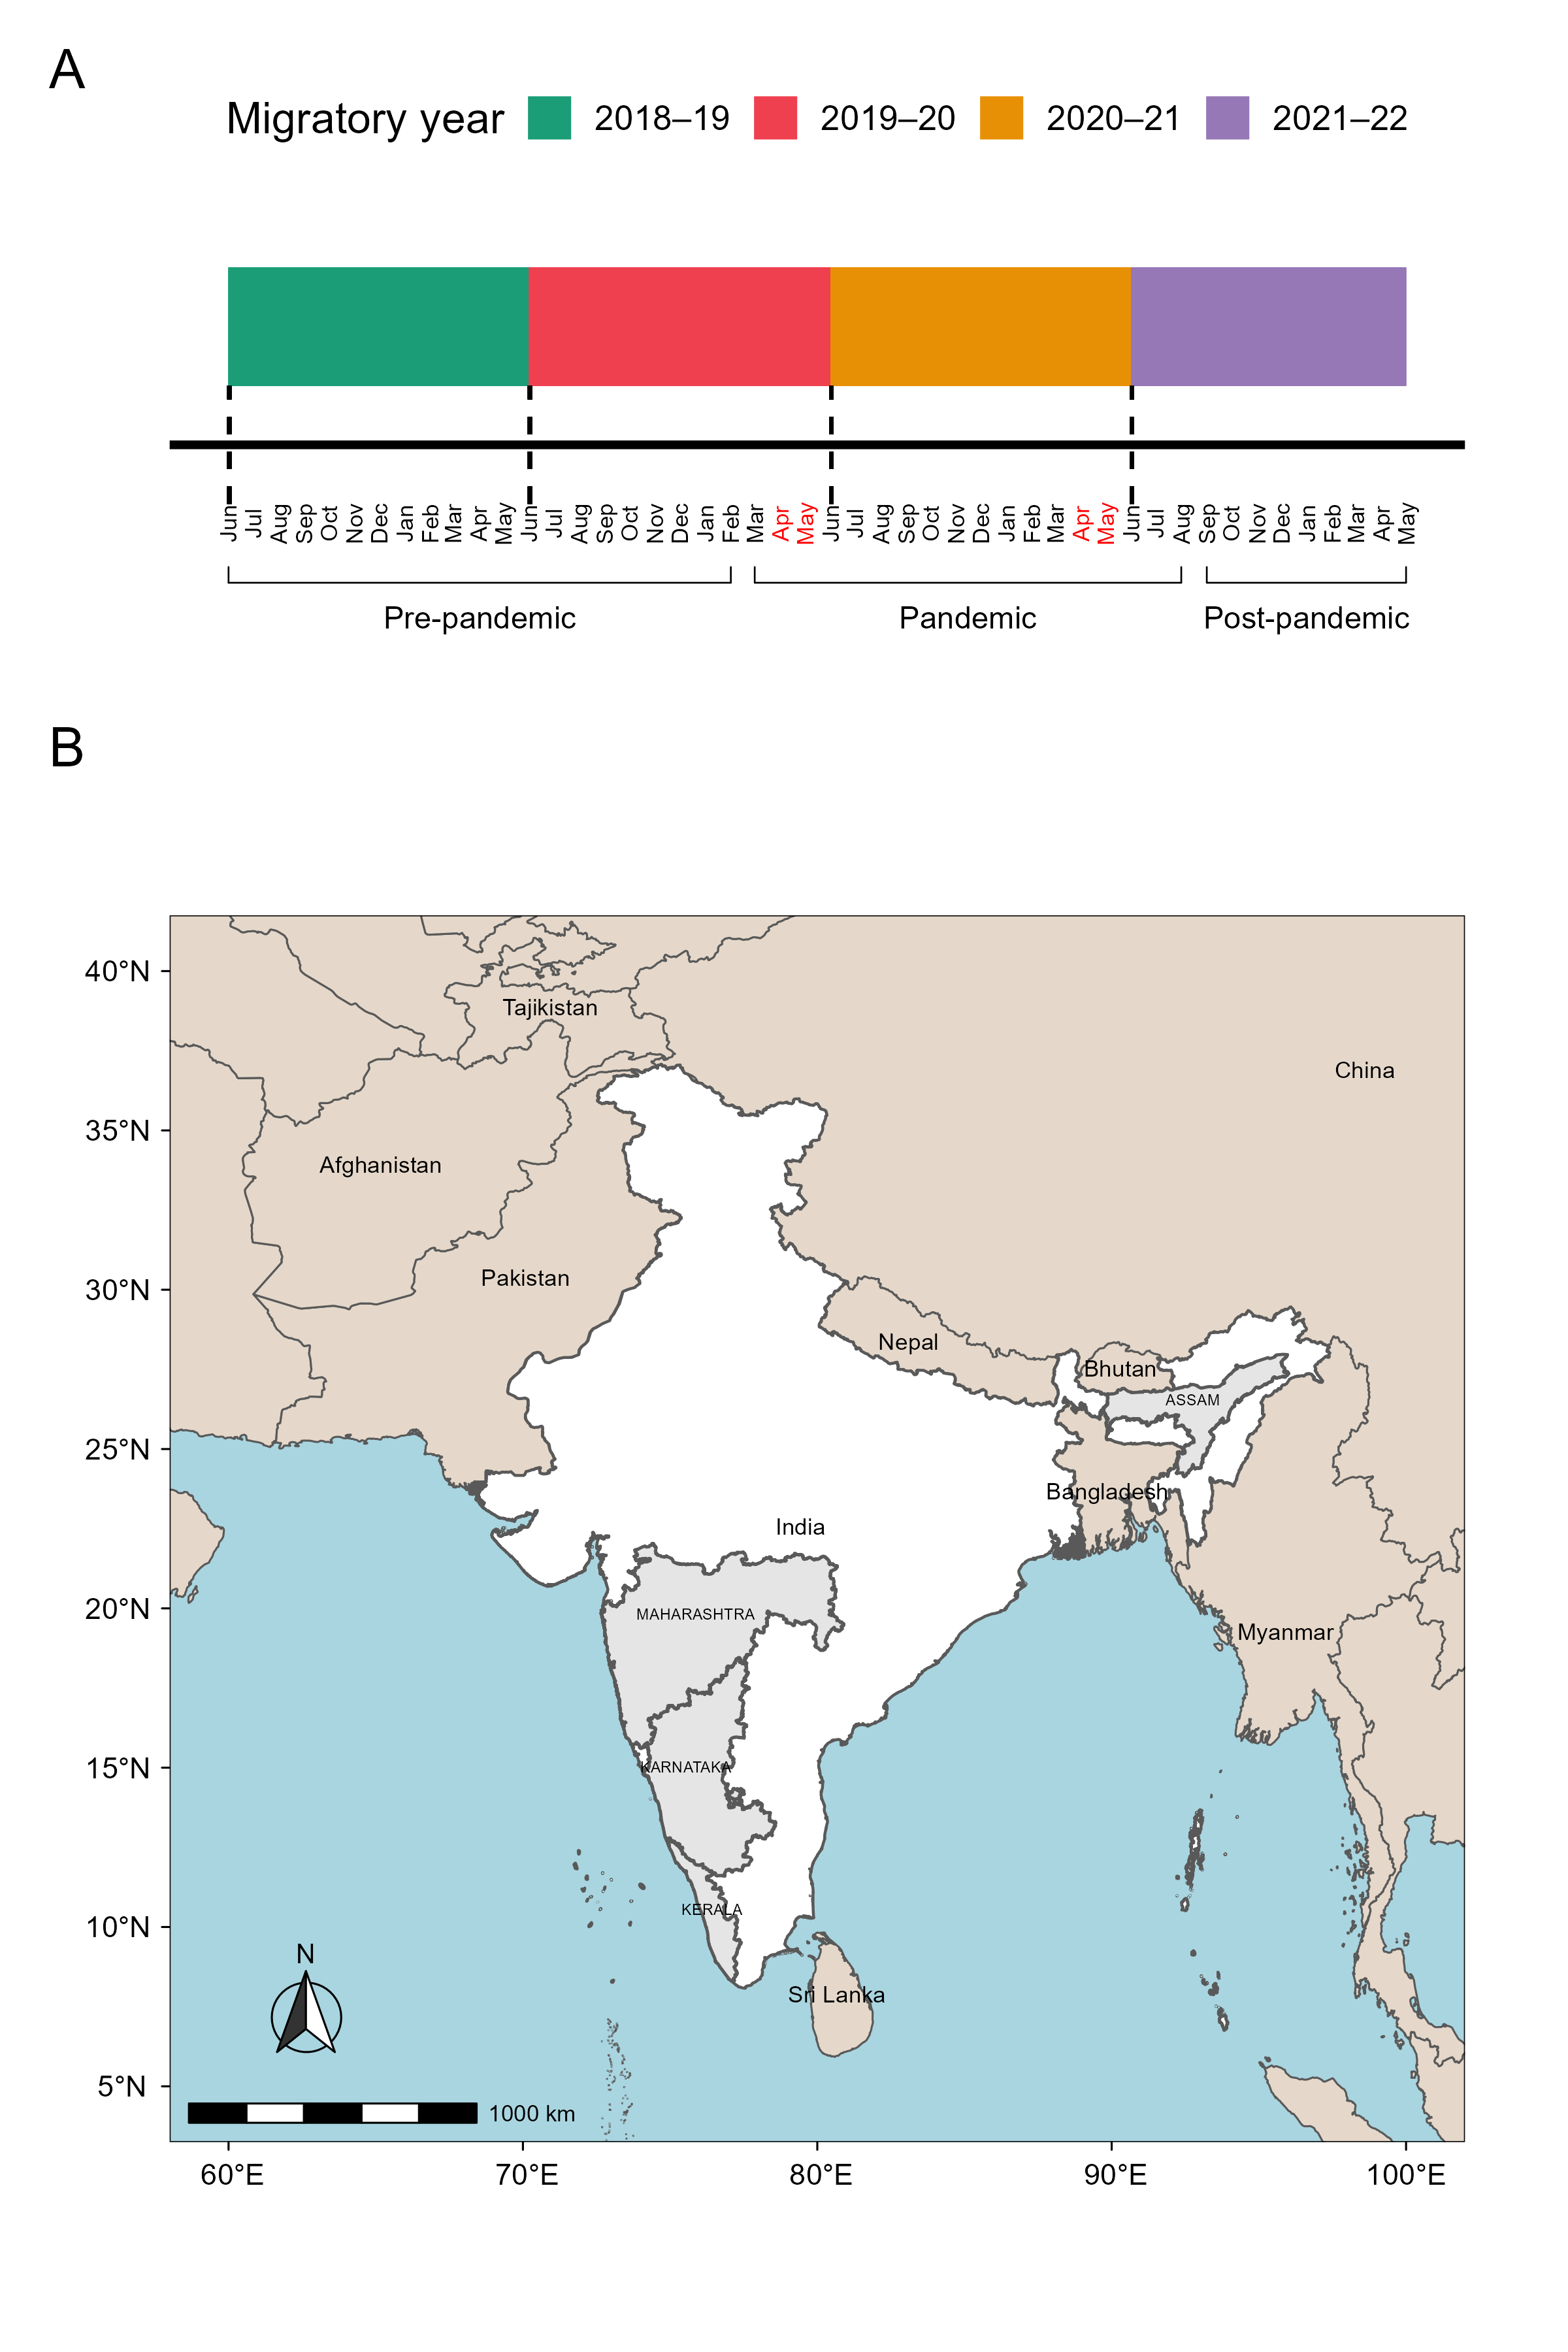 A
Migratory year 2018–19 2019–20 2020–21 2021–22
Jun Jul Aug Sep Oct Nov Dec Jan Feb Mar Apr May Jun Jul Aug Sep Oct Nov Dec Jan Feb Mar Apr May Jun Jul Aug Sep Oct Nov Dec Jan Feb Mar Apr May Jun Jul Aug Sep Oct Nov Dec Jan Feb Mar Apr May
Pre-pandemic Pandemic Post-pandemic
B
40°N
Tajikistan
China
35°N
Afghanistan
Pakistan
30°N
Nepal
Bhutan
ASSAM
25°N
Bangladesh
India
20°N
MAHARASHTRA
Myanmar
15°N
KARNATAKA
KERALA
10°N
N
Sri Lanka
5°N
1000 km
60°E 70°E 80°E 90°E 100°E